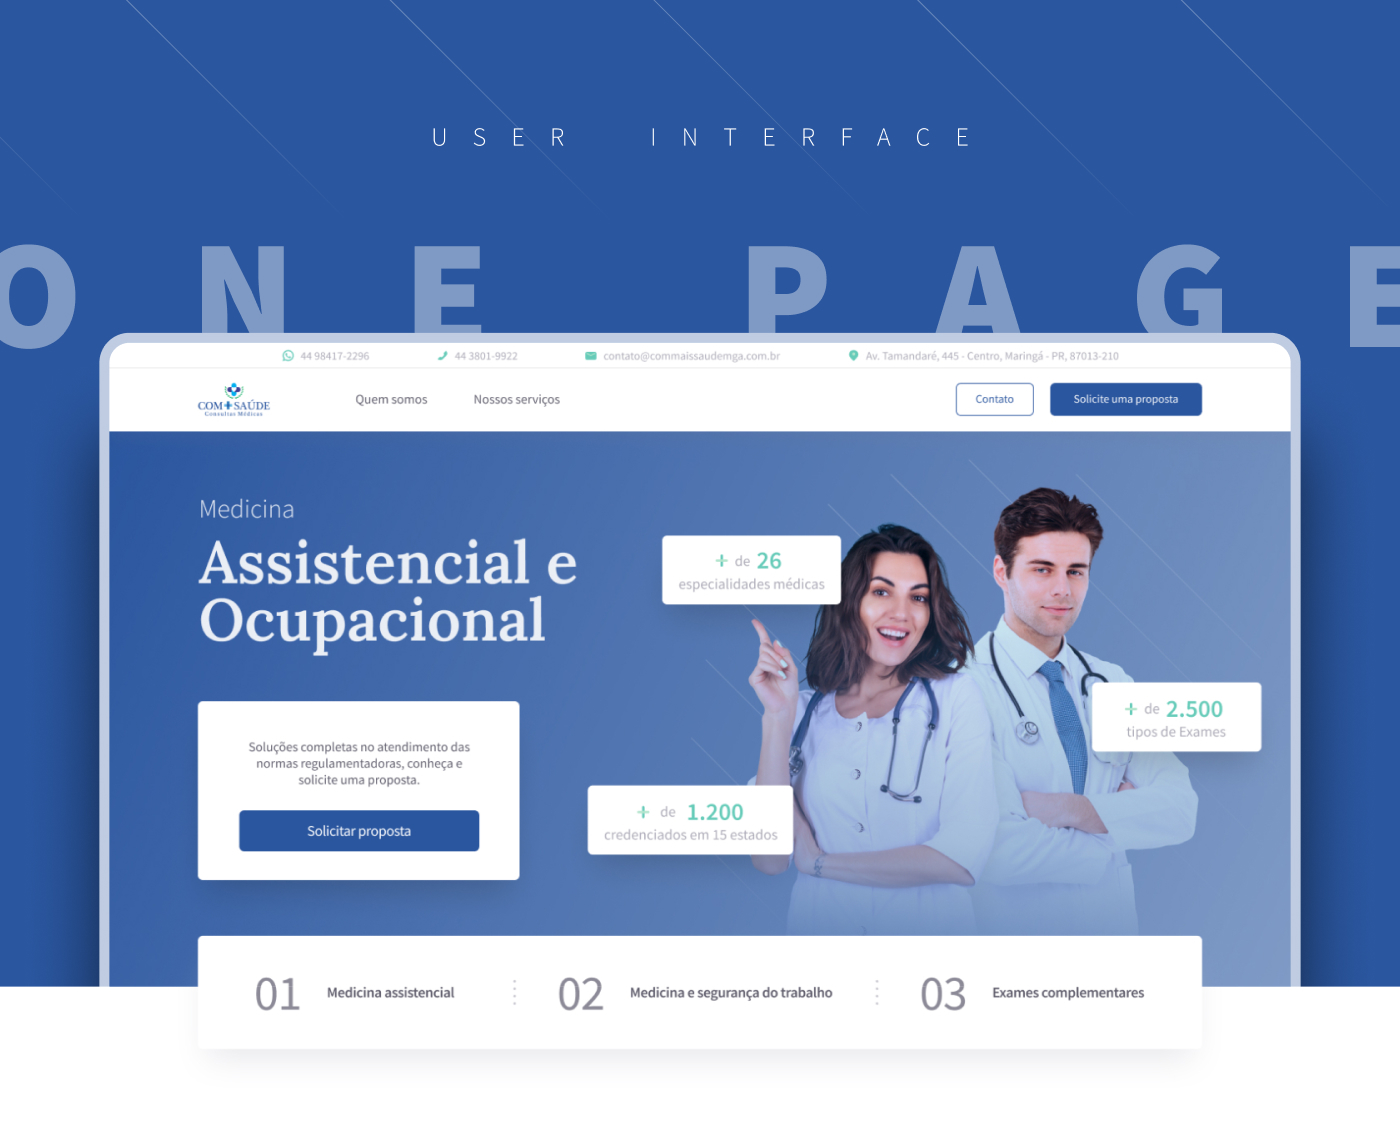 USER INTERFACE
ONE PAGE
44 98417-2296
44 3801-9922
contato@commaissaudemga.com.br
Av. Tamandaré, 445 - Centro, Maringá - PR, 87013-210
COM+SAÚDE
Consultas Médicas
Quem somos
Nossos serviços
Contato
Solicite uma proposta
Medicina
Assistencial e
Ocupacional
+ de 26
especialidades médicas
+ de 2.500
tipos de Exames
Soluções completas no atendimento das
normas regulamentadoras, conheça e
solicite uma proposta.
Solicitar proposta
+ de 1.200
credenciados em 15 estados
01 Medicina assistencial
02 Medicina e segurança do trabalho
03 Exames complementares